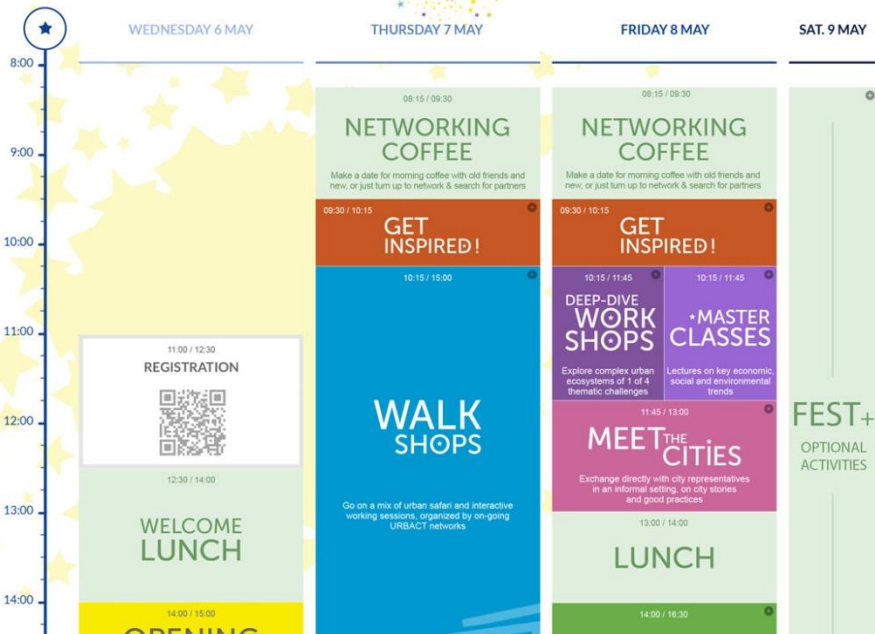 WEDNESDAY 6 MAY
THURSDAY 7 MAY
FRIDAY 8 MAY
SAT. 9 MAY
8:00
9:00
10:00
11:00
12:00
13:00
14:00
11:00 / 12:30
REGISTRATION
12:30 / 14:00
WELCOME
LUNCH
14:00 / 15:00
OPENING
08:15 / 09:30
NETWORKING
COFFEE
Make a date for morning coffee with old friends and
new, or just turn up to network & search for partners
09:30 / 10:15
GET
INSPIRED!
10:15 / 15:00
WALK
SHOPS
Go on a mix of urban safari and interactive
working sessions, organized by on-going
URBACT networks
08:15 / 09:30
NETWORKING
COFFEE
Make a date for morning coffee with old friends and
new, or just turn up to network & search for partners
09:30 / 10:15
GET
INSPIRED!
10:15 / 11:45
DEEP-DIVE
WORK
SHOPS
Explore complex urban
ecosystems of 1 of 4
thematic challenges
10:15 / 11:45
MASTER
CLASSES
Lectures on key economic,
social and environmental
trends
11:45 / 13:00
MEET THE
CITIES
Exchange directly with city representatives
in an informal setting, on city stories
and good practices
13:00 / 14:00
LUNCH
14:00 / 16:30
FEST+
OPTIONAL
ACTIVITIES